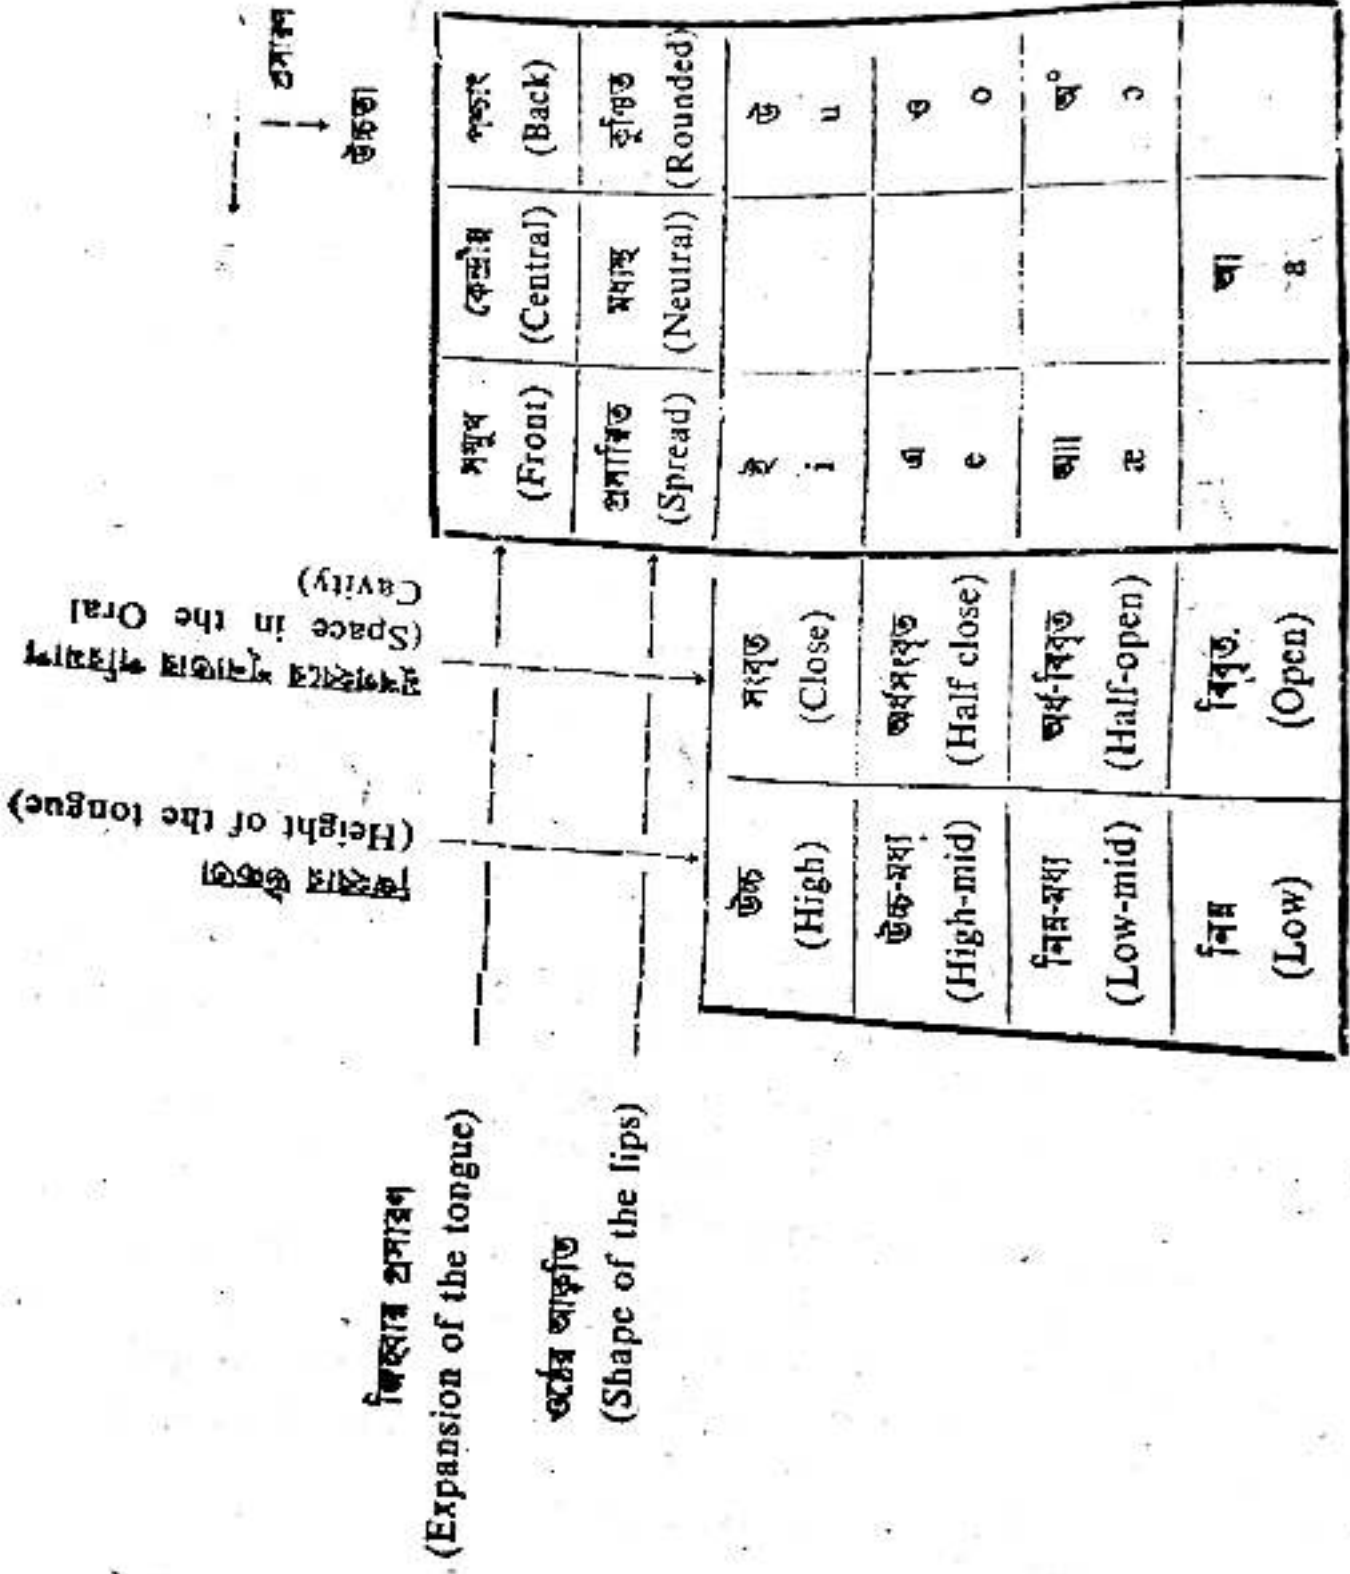 প্রসারণ
উচ্চতা
জিহ্বার উচ্চতা
(Height of the tongue)
মুখগহ্বরে শূন্যতার পরিমাপ
(Space in the Oral
Cavity)
জিহ্বার প্রসারণ
(Expansion of the tongue)
সম্মুখ কেন্দ্রীয় পশ্চাৎ
(Front) (Central) (Back)
ওষ্ঠের আকৃতি
(Shape of the lips)
প্রসারিত মধ্যস্থ কুঞ্চিত
(Spread) (Neutral) (Rounded)
উচ্চ সংবৃত ই উ
(High) (Close) i u
উচ্চ-মধ্য অর্ধসংবৃত এ ও
(High-mid) (Half close) e o
নিম্ন-মধ্য অর্ধ-বিবৃত অ্যা অ°
(Low-mid) (Half-open) æ ɔ
নিম্ন বিবৃত. আ
(Low) (Open) a